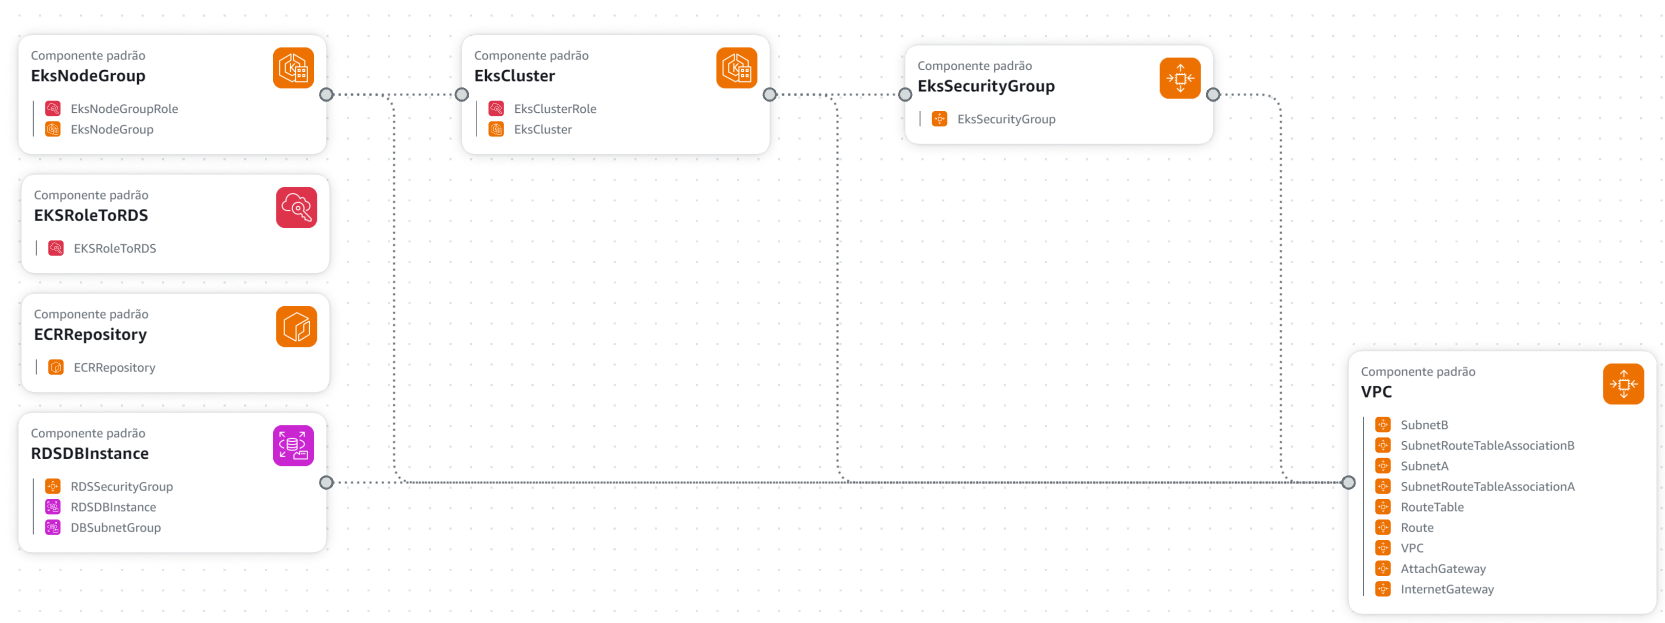 Componente padrão
EksNodeGroup
EksNodeGroupRole
EksNodeGroup
Componente padrão
EksCluster
EksClusterRole
EksCluster
Componente padrão
EksSecurityGroup
EksSecurityGroup
Componente padrão
EKSRoleToRDS
EKSRoleToRDS
Componente padrão
ECRRepository
ECRRepository
Componente padrão
RDSDBInstance
RDSSecurityGroup
RDSDBInstance
DBSubnetGroup
Componente padrão
VPC
SubnetB
SubnetRouteTableAssociationB
SubnetA
SubnetRouteTableAssociationA
RouteTable
Route
VPC
AttachGateway
InternetGateway